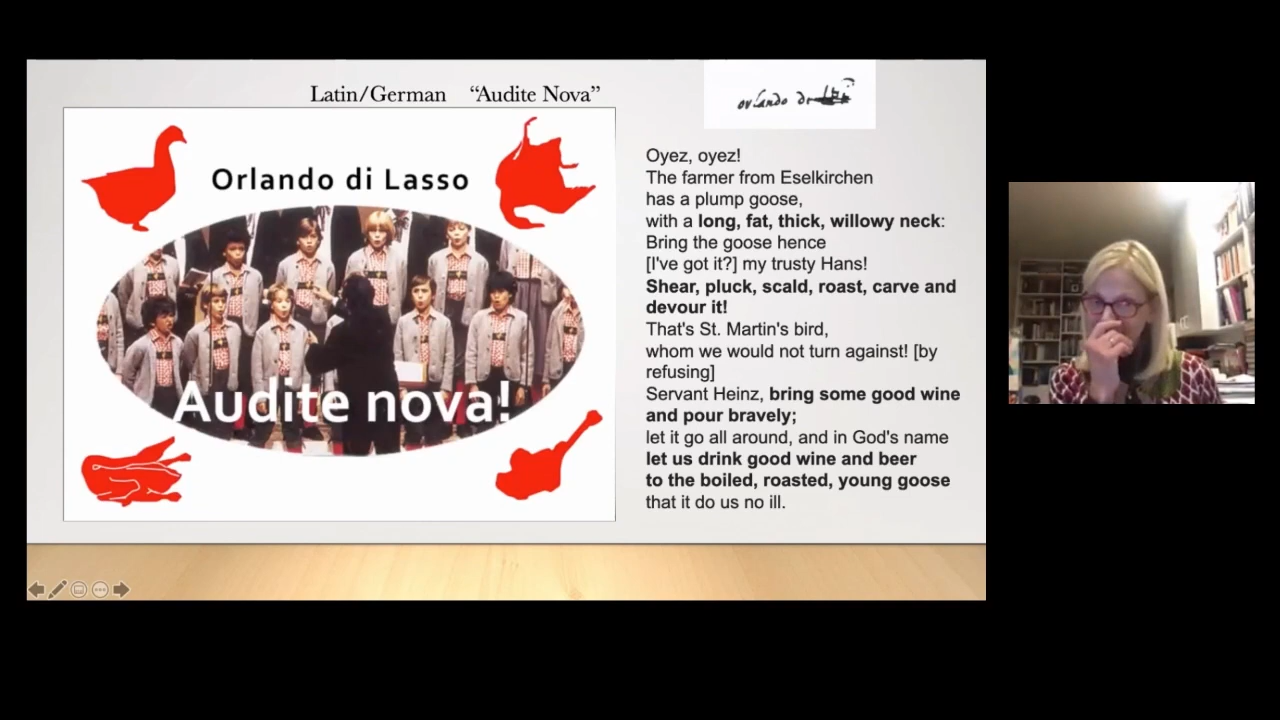 Latin/German “Audite Nova”
Orlando di Lasso
Audite nova!
orlando de
Oyez, oyez!
The farmer from Eselkirchen
has a plump goose,
with a long, fat, thick, willowy neck:
Bring the goose hence
[I've got it?] my trusty Hans!
Shear, pluck, scald, roast, carve and
devour it!
That's St. Martin's bird,
whom we would not turn against! [by
refusing]
Servant Heinz, bring some good wine
and pour bravely;
let it go all around, and in God's name
let us drink good wine and beer
to the boiled, roasted, young goose
that it do us no ill.